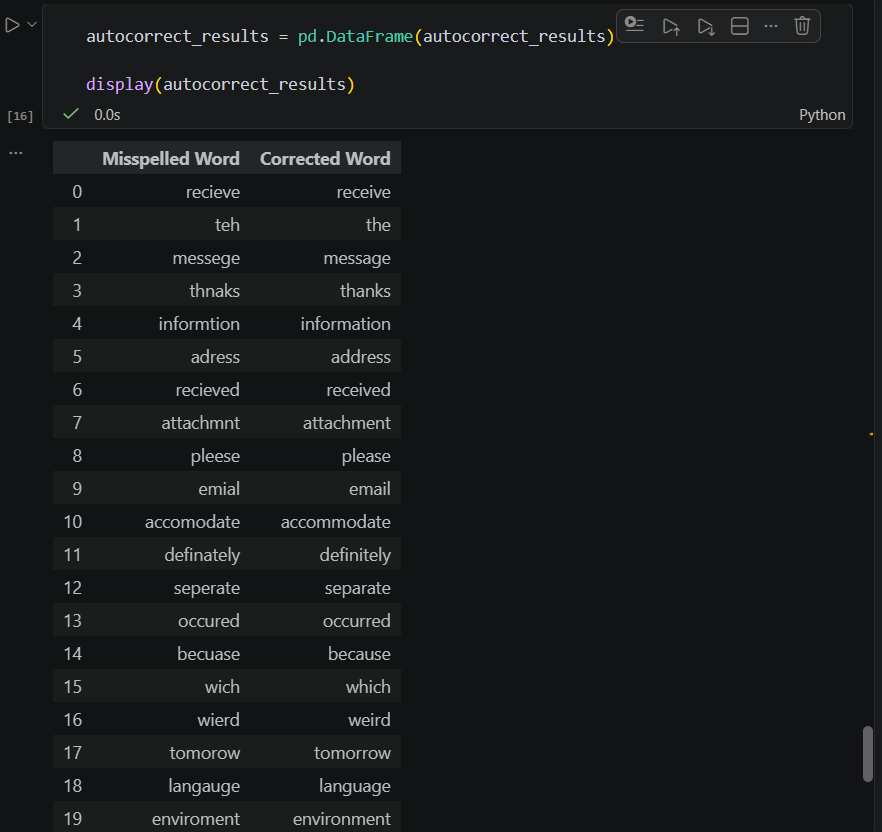 autocorrect_results = pd.DataFrame(autocorrect_results)
display(autocorrect_results)
[16] 0.0s Python
Misspelled Word Corrected Word
0 recieve receive
1 teh the
2 messege message
3 thnaks thanks
4 informtion information
5 adress address
6 recieved received
7 attachmnt attachment
8 pleese please
9 emial email
10 accomodate accommodate
11 definately definitely
12 seperate separate
13 occured occurred
14 becuase because
15 wich which
16 wierd weird
17 tomorow tomorrow
18 langauge language
19 enviroment environment